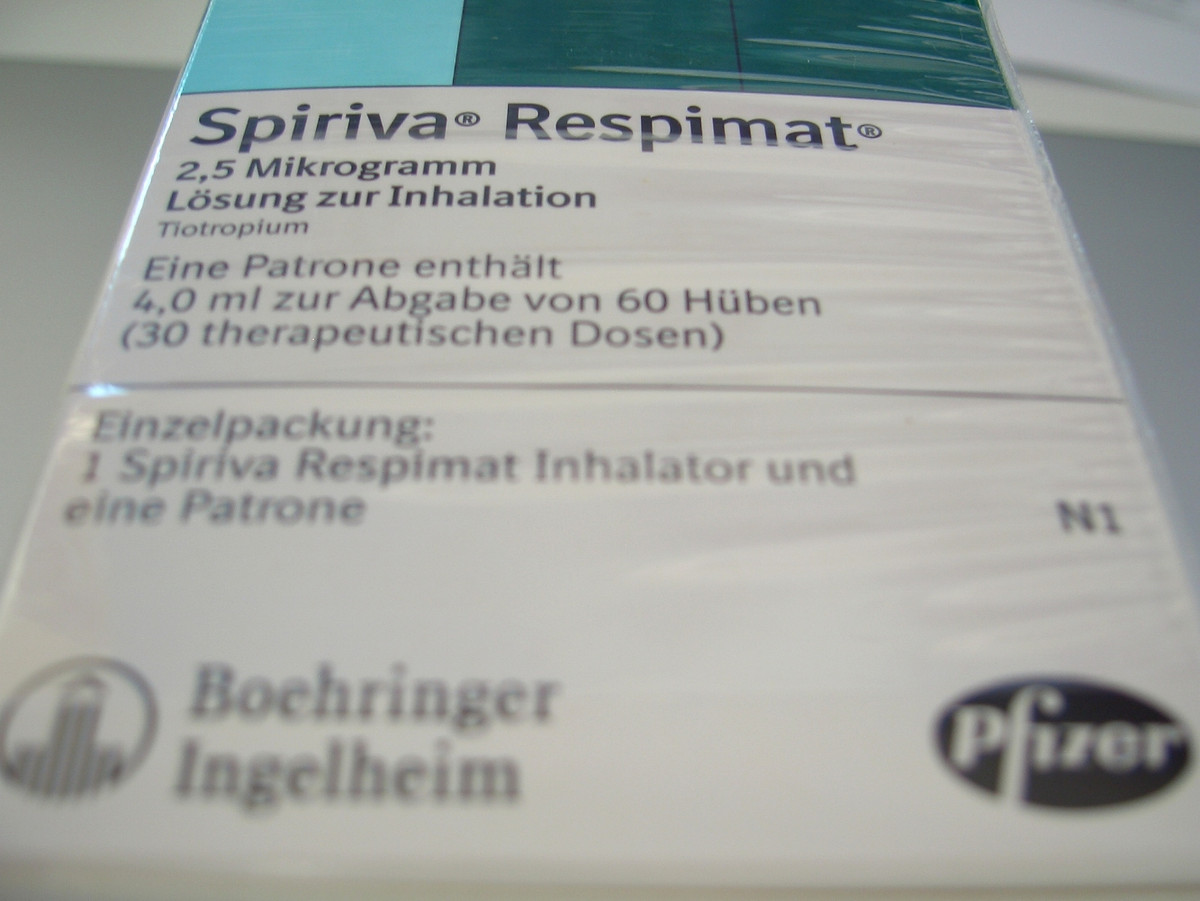 Spiriva® Respimat®
2,5 Mikrogramm
Lösung zur Inhalation
Tiotropium
Eine Patrone enthält
4,0 ml zur Abgabe von 60 Hüben
(30 therapeutischen Dosen)
Einzelpackung:
1 Spiriva Respimat Inhalator und
eine Patrone
N1
Boehringer
Ingelheim
Pfizer